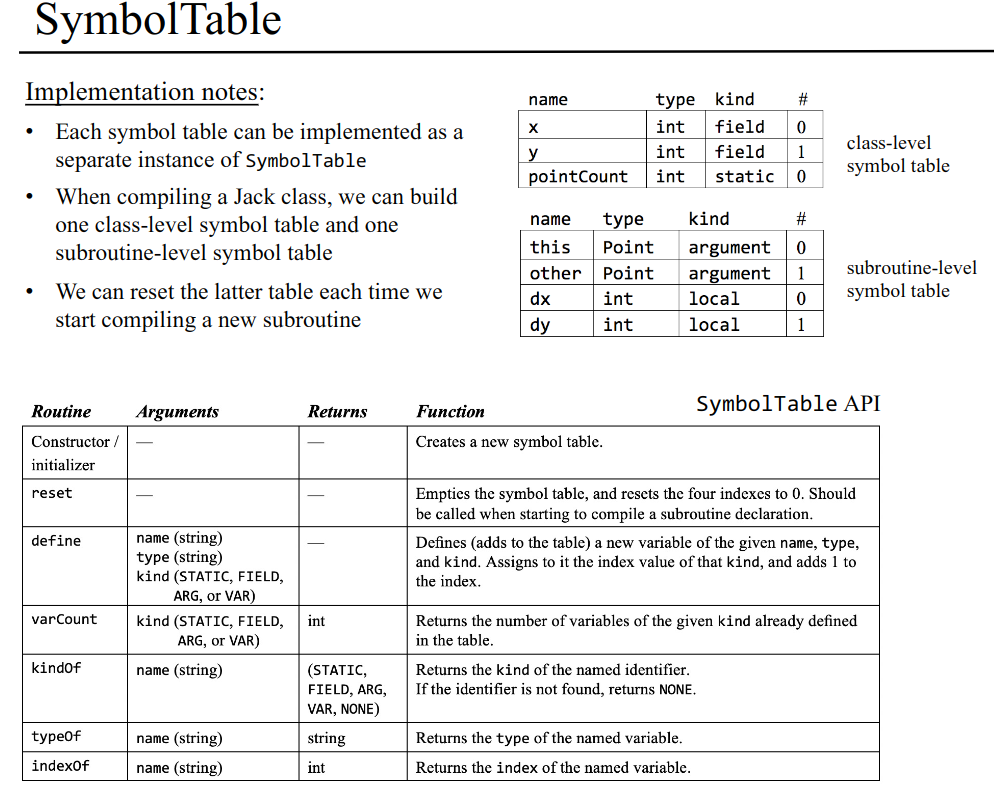 SymbolTable
Implementation notes:
• Each symbol table can be implemented as a
separate instance of SymbolTable
• When compiling a Jack class, we can build
one class-level symbol table and one
subroutine-level symbol table
• We can reset the latter table each time we
start compiling a new subroutine
name type kind #
x int field 0
y int field 1
pointCount int static 0
class-level
symbol table
name type kind #
this Point argument 0
other Point argument 1
dx int local 0
dy int local 1
subroutine-level
symbol table
SymbolTable API
Routine Arguments Returns Function
Constructor / — — Creates a new symbol table.
initializer
reset — — Empties the symbol table, and resets the four indexes to 0. Should
be called when starting to compile a subroutine declaration.
define name (string) — Defines (adds to the table) a new variable of the given name, type,
type (string) and kind. Assigns to it the index value of that kind, and adds 1 to
kind (STATIC, FIELD, the index.
ARG, or VAR)
varCount kind (STATIC, FIELD, int Returns the number of variables of the given kind already defined
ARG, or VAR) in the table.
kindOf name (string) (STATIC, Returns the kind of the named identifier.
FIELD, ARG, If the identifier is not found, returns NONE.
VAR, NONE)
typeOf name (string) string Returns the type of the named variable.
indexOf name (string) int Returns the index of the named variable.